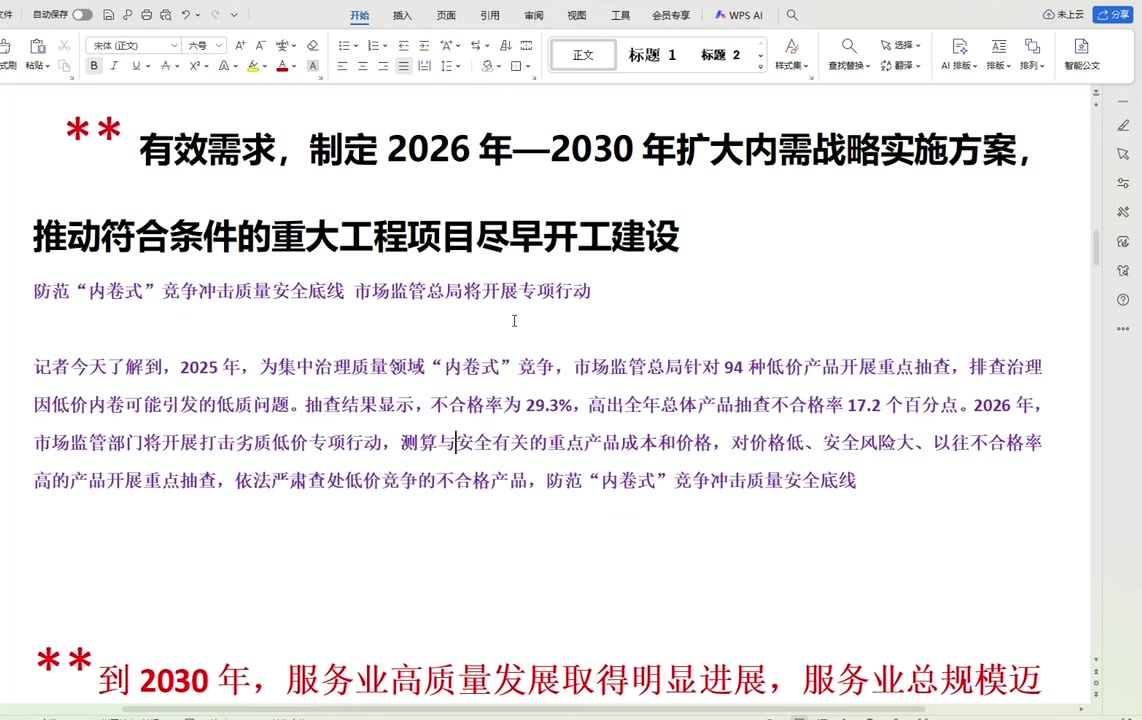 文件 自动保存 开始 插入 页面 引用 审阅 视图 工具 会员专享 WPS AI 未上云 分享
式刷 粘贴 宋体 (正文) 六号 正文 标题 1 标题 2 样式集 查找替换 选择 翻译 AI 排版 排版 排列 智能公文
** 有效需求，制定 2026 年—2030 年扩大内需战略实施方案，
推动符合条件的重大工程项目尽早开工建设
防范“内卷式”竞争冲击质量安全底线 市场监管总局将开展专项行动
记者今天了解到，2025 年，为集中治理质量领域“内卷式”竞争，市场监管总局针对 94 种低价产品开展重点抽查，排查治理
因低价内卷可能引发的低质问题。抽查结果显示，不合格率为 29.3%，高出全年总体产品抽查不合格率 17.2 个百分点。2026 年，
市场监管部门将开展打击劣质低价专项行动，测算与安全有关的重点产品成本和价格，对价格低、安全风险大、以往不合格率
高的产品开展重点抽查，依法严肃查处低价竞争的不合格产品，防范“内卷式”竞争冲击质量安全底线
**到 2030 年，服务业高质量发展取得明显进展，服务业总规模迈